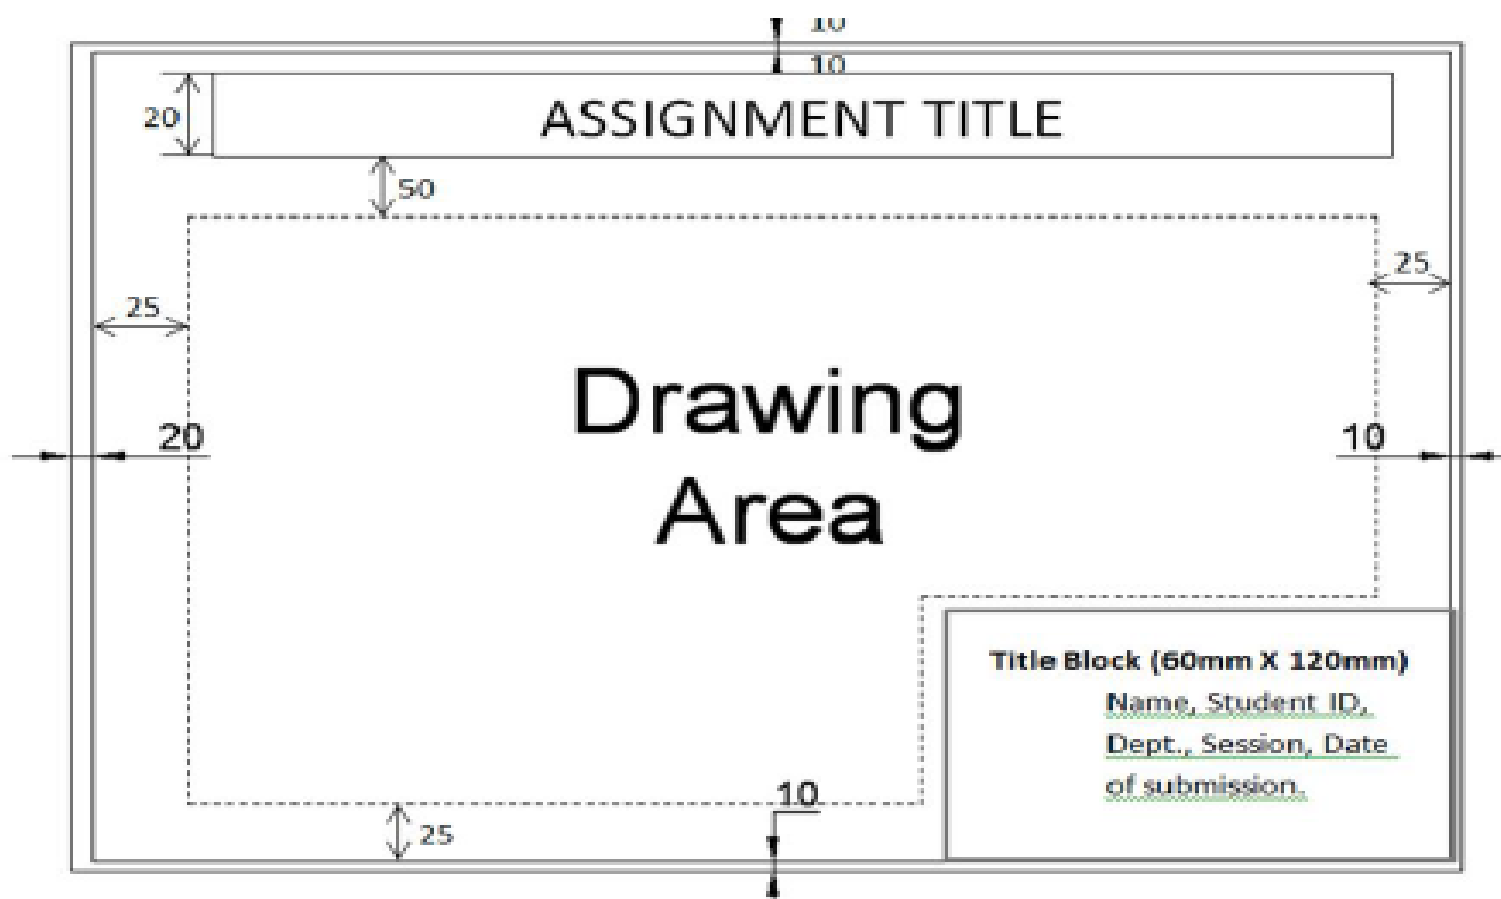 10
10
20
ASSIGNMENT TITLE
50
25
25
Drawing
20
10
Area
Title Block (60mm X 120mm)
Name, Student ID,
Dept., Session, Date
of submission.
10
25